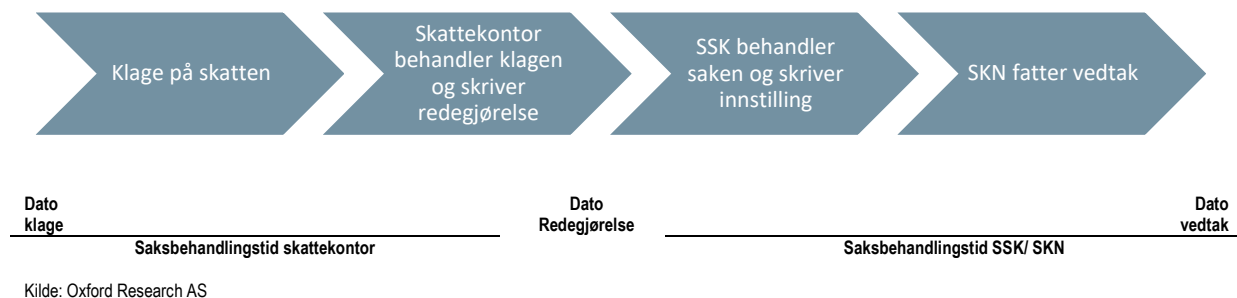 Klage på skatten
Skattekontor
behandler klagen
og skriver
redegjørelse
SSK behandler
saken og skriver
innstilling
SKN fatter vedtak
Dato
klage
Dato
Redegjørelse
Dato
vedtak
Saksbehandlingstid skattekontor
Saksbehandlingstid SSK/ SKN
Kilde: Oxford Research AS